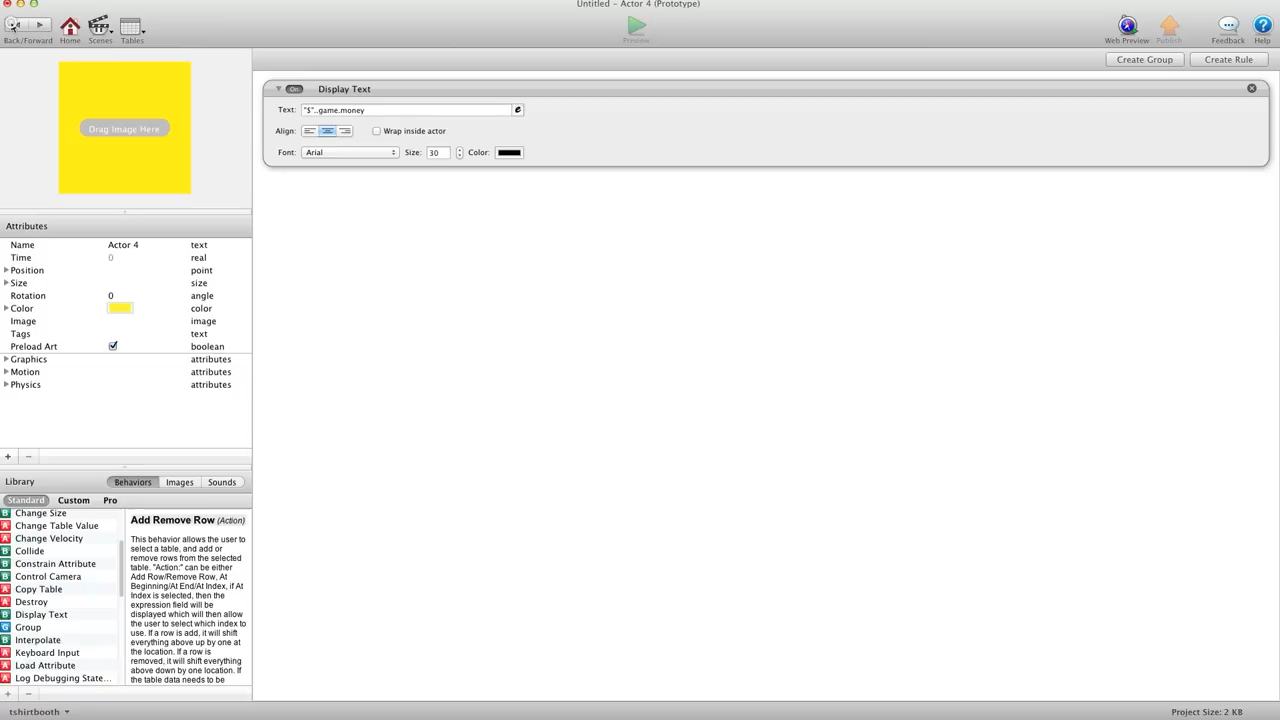 Untitled – Actor 4 (Prototype)
Back/Forward
Home
Scenes
Tables
Preview
Web Preview
Publish
Feedback
Help
Create Group
Create Rule
Drag Image Here
On
Display Text
Text:
"$"..game.money
e
Align:
Wrap inside actor
Font:
Arial
Size:
30
Color:
Attributes
Name Actor 4 text
Time 0 real
Position point
Size size
Rotation 0 angle
Color color
Image image
Tags text
Preload Art boolean
Graphics attributes
Motion attributes
Physics attributes
+ −
Library
Behaviors
Images
Sounds
Standard
Custom
Pro
B Change Size
A Change Table Value
A Change Velocity
B Collide
B Constrain Attribute
B Control Camera
A Copy Table
A Destroy
B Display Text
G Group
B Interpolate
A Keyboard Input
A Load Attribute
A Log Debugging State...
Add Remove Row (Action)
This behavior allows the user to
select a table, and add or
remove rows from the selected
table. "Action:" can be either
Add Row/Remove Row, At
Beginning/At End/At Index, if At
Index is selected, then the
expression field will be
displayed which will then allow
the user to select which index to
use. If a row is add, it will shift
everything above up by one at
the location. If a row is
removed, it will shift everything
above down by one location. If
the table data needs to be
+ −
tshirtbooth
Project Size: 2 KB